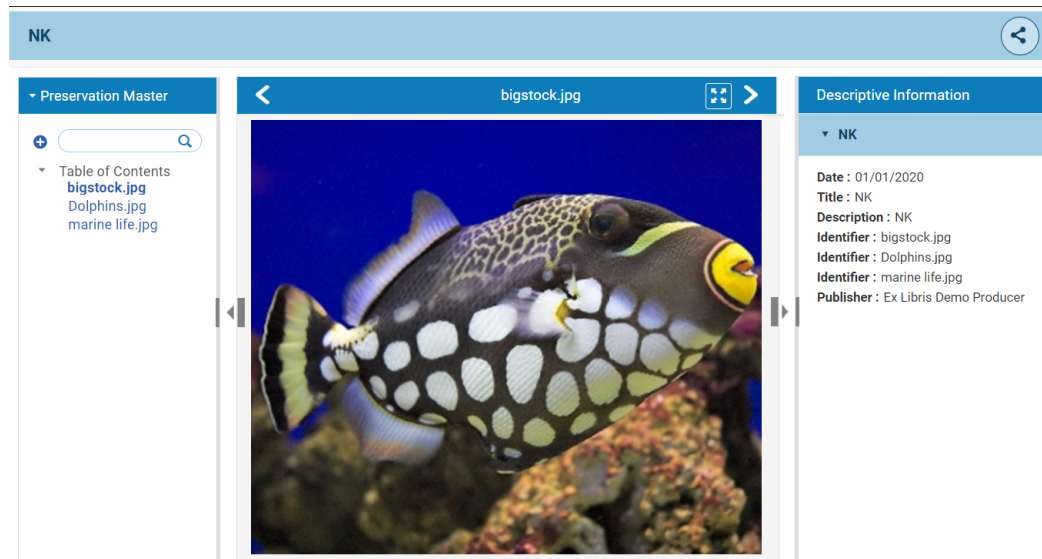 NK
Preservation Master
Table of Contents
bigstock.jpg
Dolphins.jpg
marine life.jpg
bigstock.jpg
Descriptive Information
NK
Date : 01/01/2020
Title : NK
Description : NK
Identifier : bigstock.jpg
Identifier : Dolphins.jpg
Identifier : marine life.jpg
Publisher : Ex Libris Demo Producer